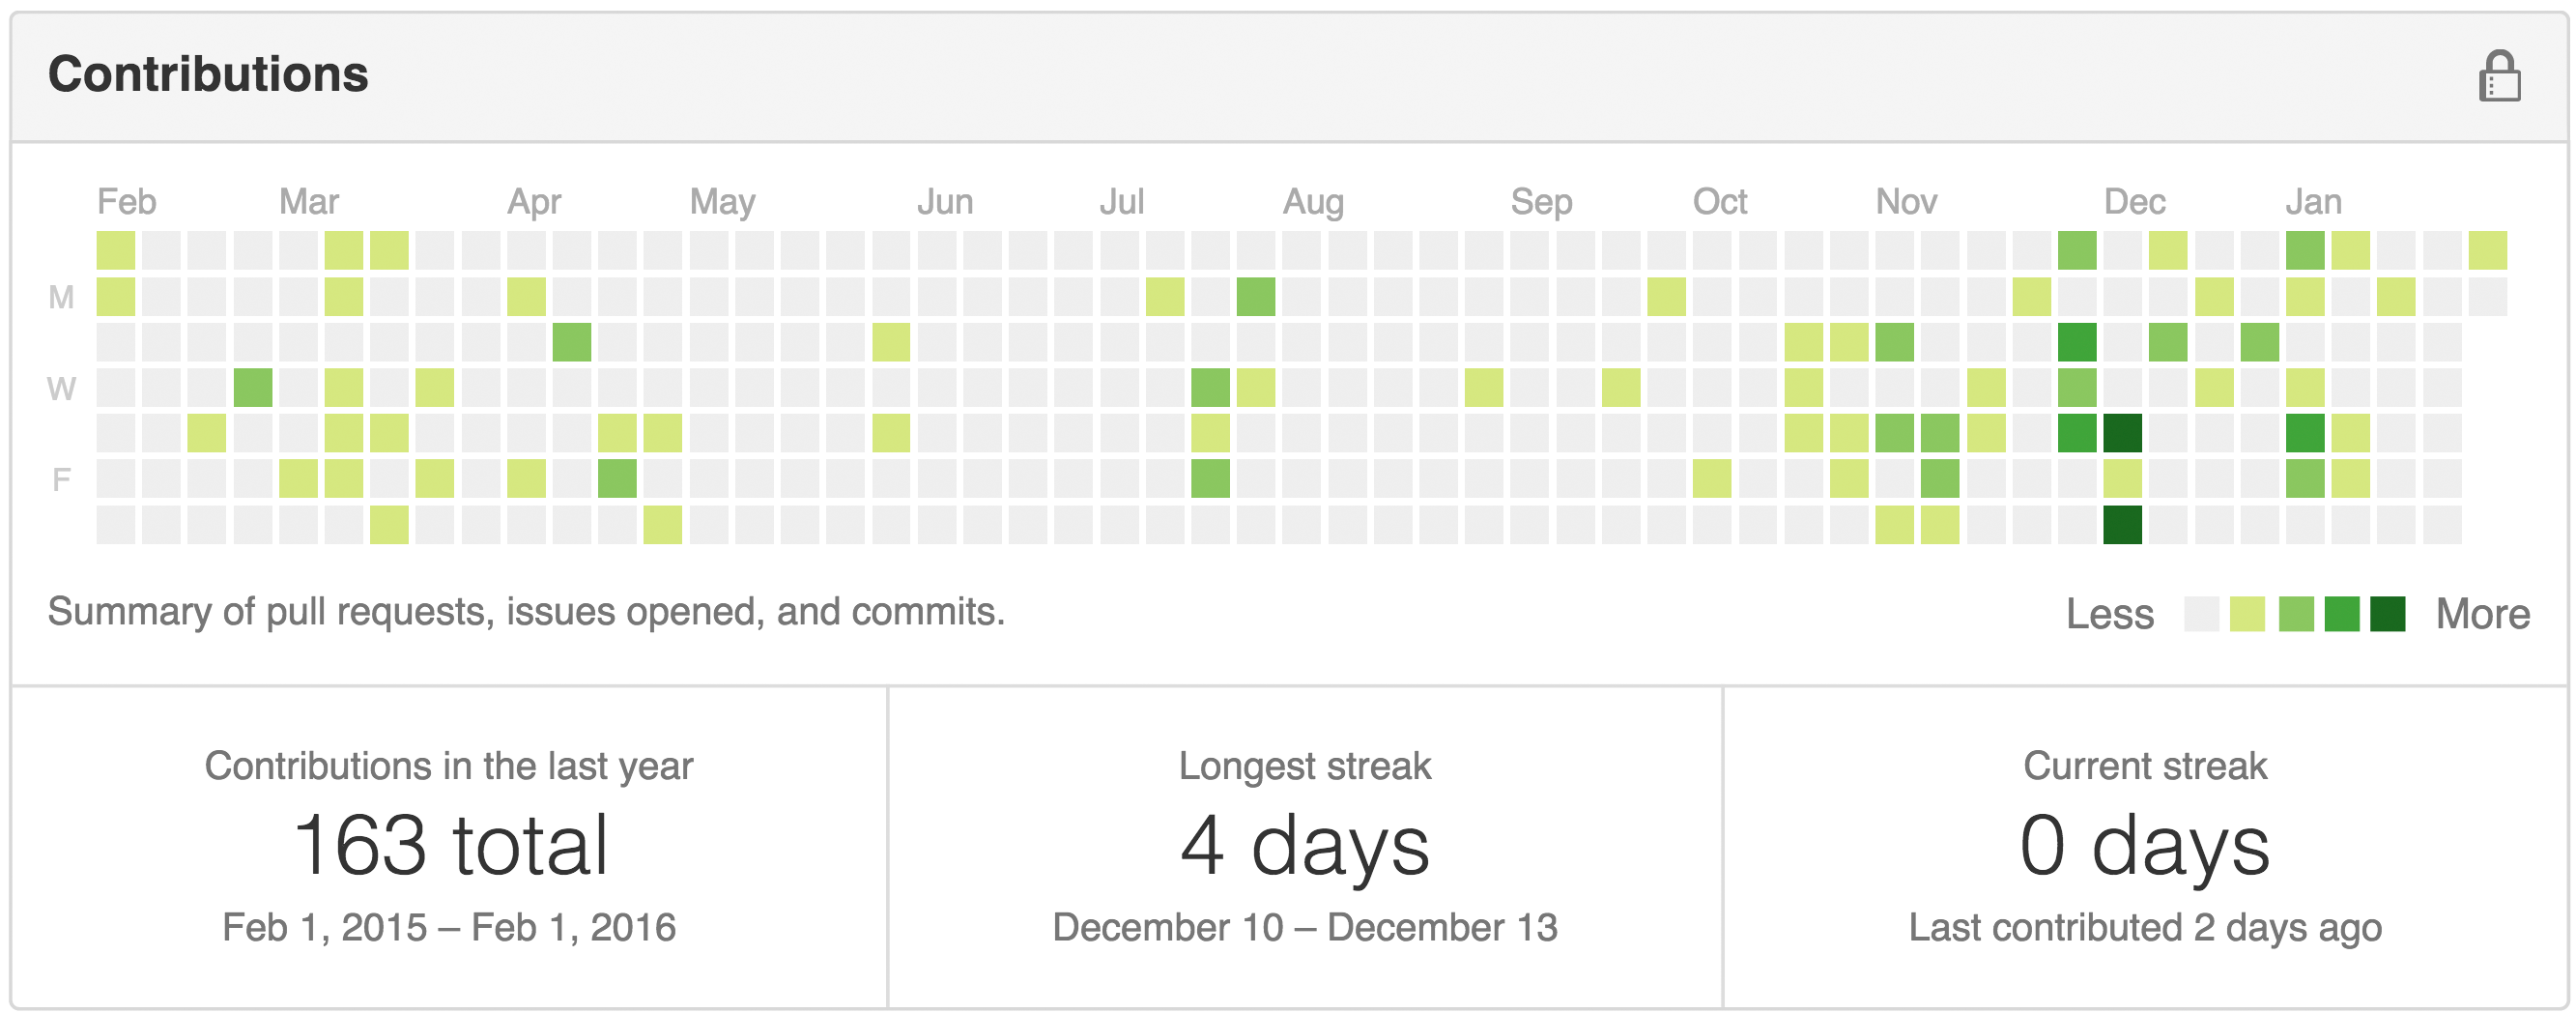 Contributions
Feb Mar Apr May Jun Jul Aug Sep Oct Nov Dec Jan
M
W
F
Summary of pull requests, issues opened, and commits.
Less More
Contributions in the last year
163 total
Feb 1, 2015 – Feb 1, 2016
Longest streak
4 days
December 10 – December 13
Current streak
0 days
Last contributed 2 days ago